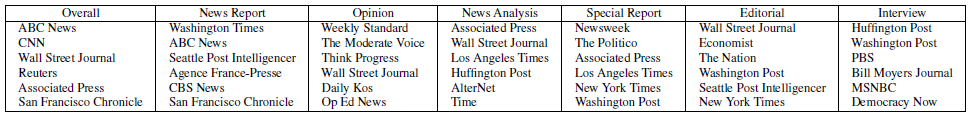 Overall News Report Opinion News Analysis Special Report Editorial Interview
ABC News Washington Times Weekly Standard Associated Press Newsweek Wall Street Journal Huffington Post
CNN ABC News The Moderate Voice Wall Street Journal The Politico Economist Washington Post
Wall Street Journal Seattle Post Intelligencer Think Progress Los Angeles Times Associated Press The Nation PBS
Reuters Agence France-Presse Wall Street Journal Huffington Post Los Angeles Times Washington Post Bill Moyers Journal
Associated Press CBS News Daily Kos AlterNet New York Times Seattle Post Intelligencer MSNBC
San Francisco Chronicle San Francisco Chronicle Op Ed News Time Washington Post New York Times Democracy Now